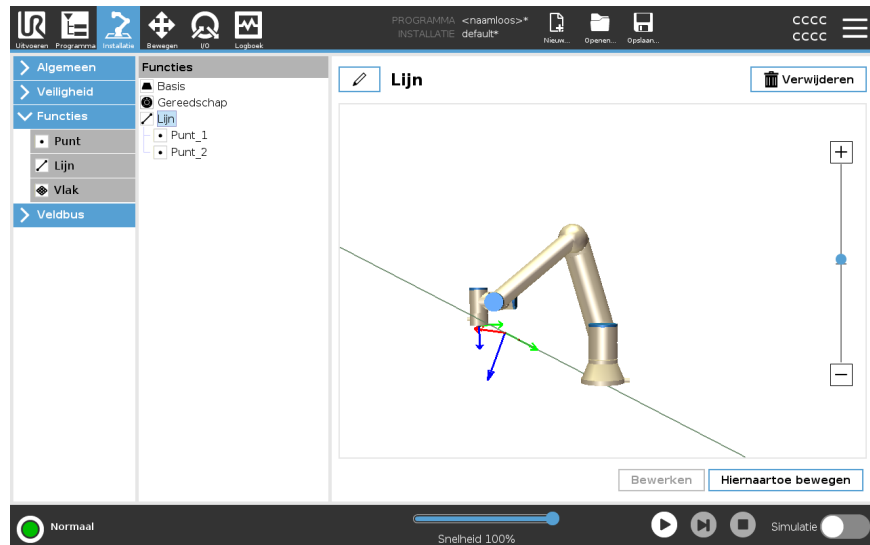 PROGRAMMA <naamloos>*
INSTALLATIE default*
Uitvoeren Programma Installatie Bewegen I/O Logboek
Nieuw... Openen... Opslaan...
CCCC
CCCC
Algemeen
Veiligheid
Functies
Punt
Lijn
Vlak
Veldbus
Functies
Basis
Gereedschap
Lijn
Punt_1
Punt_2
Lijn
Verwijderen
Bewerken
Hiernaartoe bewegen
Normaal
Snelheid 100%
Simulatie